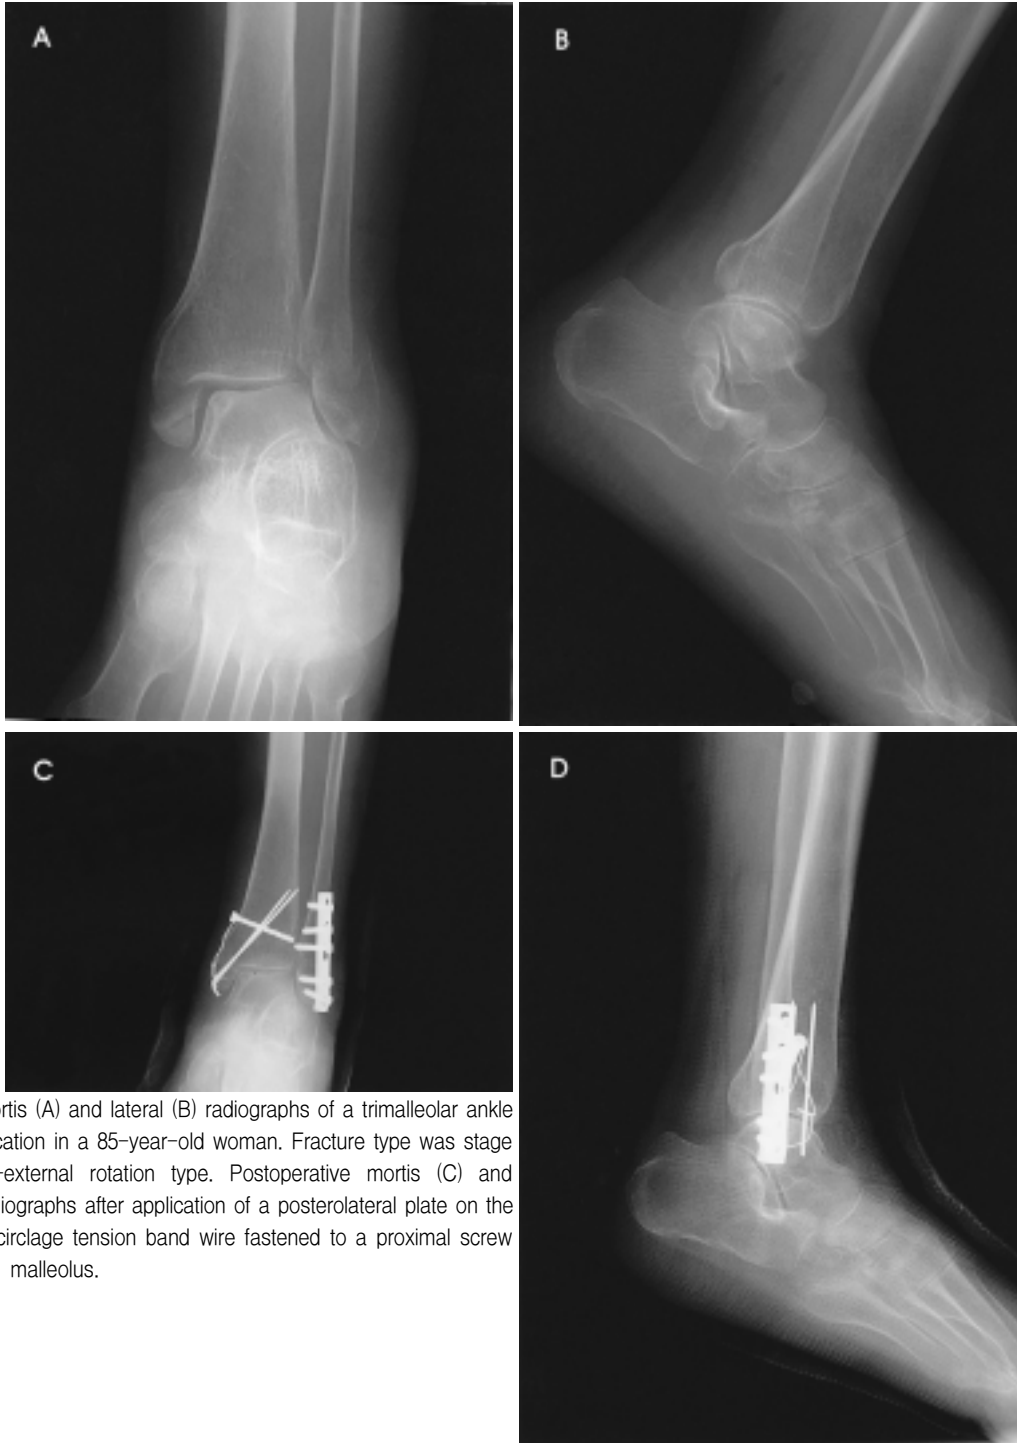 A
B
C
D
rtis (A) and lateral (B) radiographs of a trimalleolar ankle
cation in a 85-year-old woman. Fracture type was stage
-external rotation type. Postoperative mortis (C) and
iographs after application of a posterolateral plate on the
circlage tension band wire fastened to a proximal screw
malleolus.